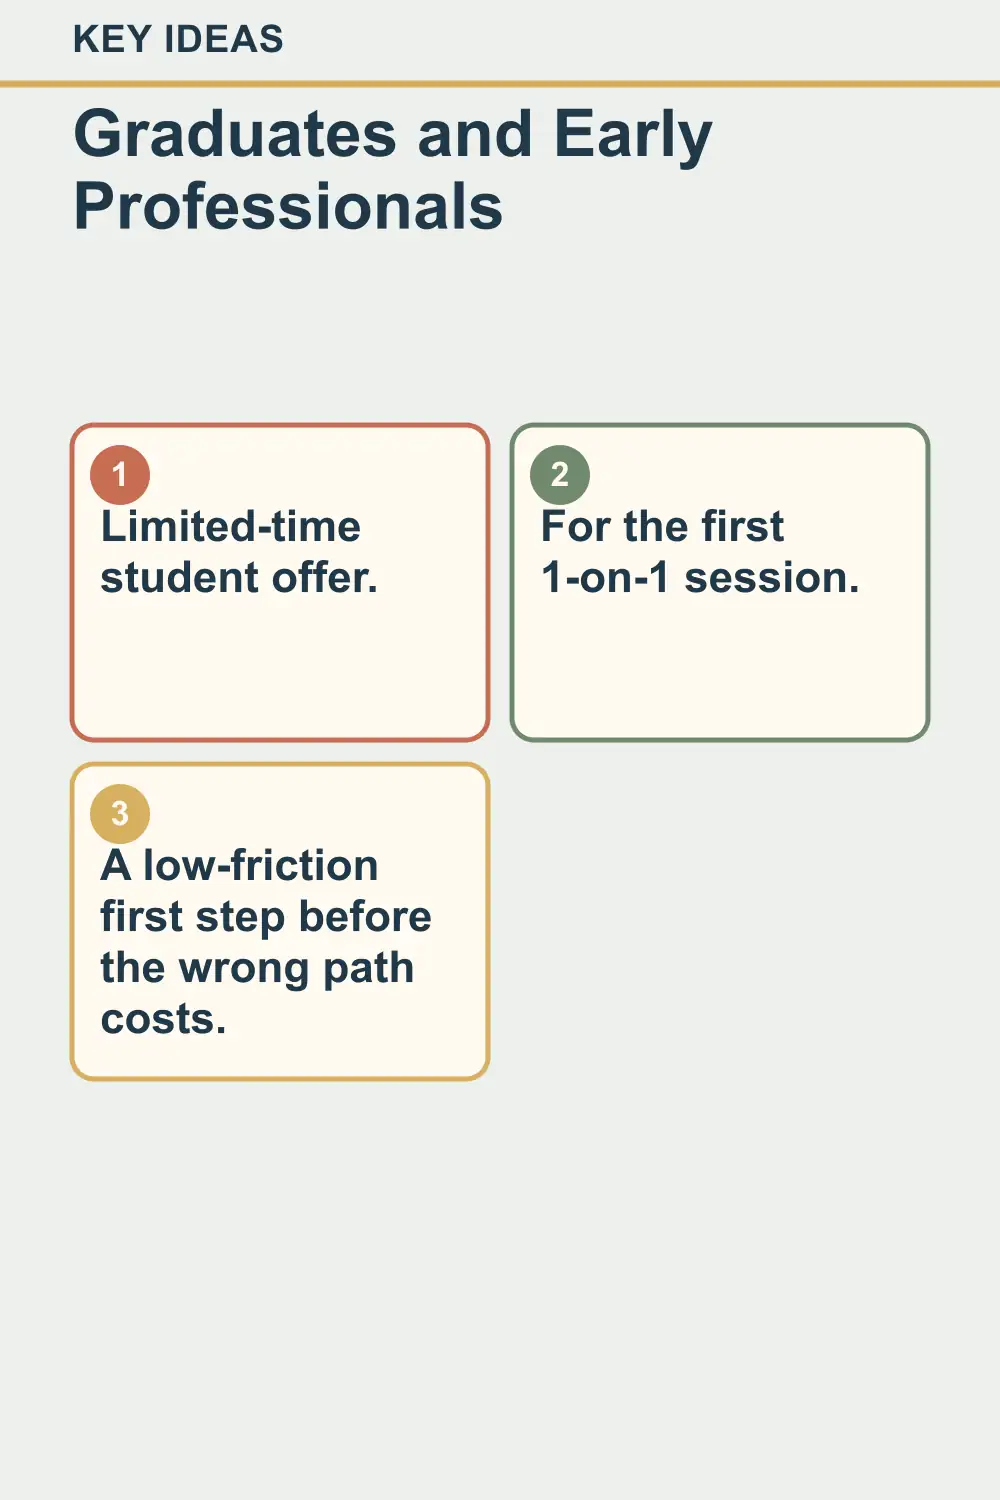 KEY IDEAS
Graduates and Early
Professionals
1
Limited-time
student offer.
2
For the first
1-on-1 session.
3
A low-friction
first step before
the wrong path
costs.